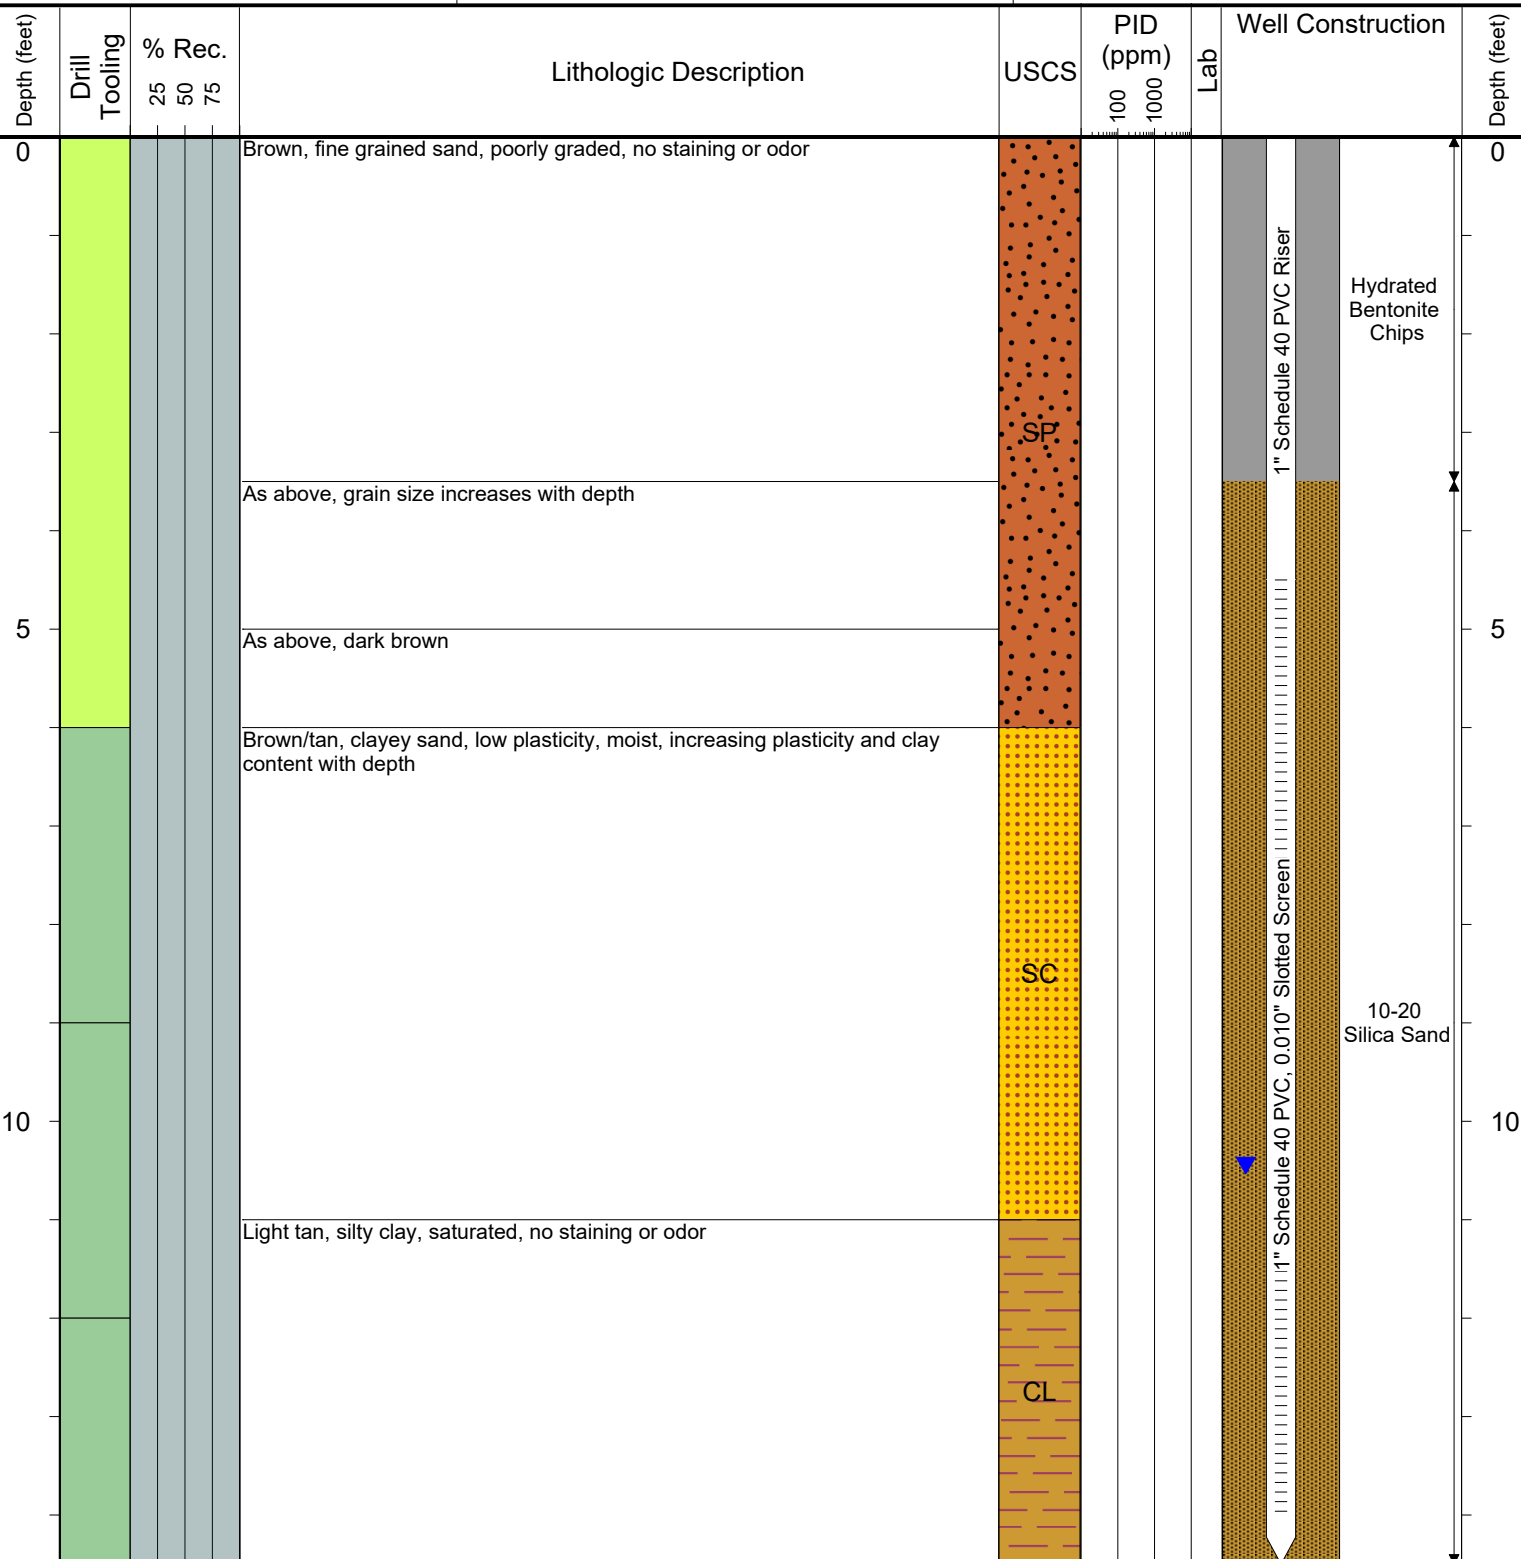 Depth (feet)
Drill
Tooling
% Rec.
25
50
75
Lithologic Description
USCS
PID
(ppm)
100
1000
Lab
Well Construction
Depth (feet)
0
Brown, fine grained sand, poorly graded, no staining or odor
0
1" Schedule 40 PVC Riser
Hydrated
Bentonite
Chips
SP
As above, grain size increases with depth
5
As above, dark brown
5
Brown/tan, clayey sand, low plasticity, moist, increasing plasticity and clay
content with depth
SC
1" Schedule 40 PVC, 0.010" Slotted Screen
10-20
Silica Sand
10
10
Light tan, silty clay, saturated, no staining or odor
CL